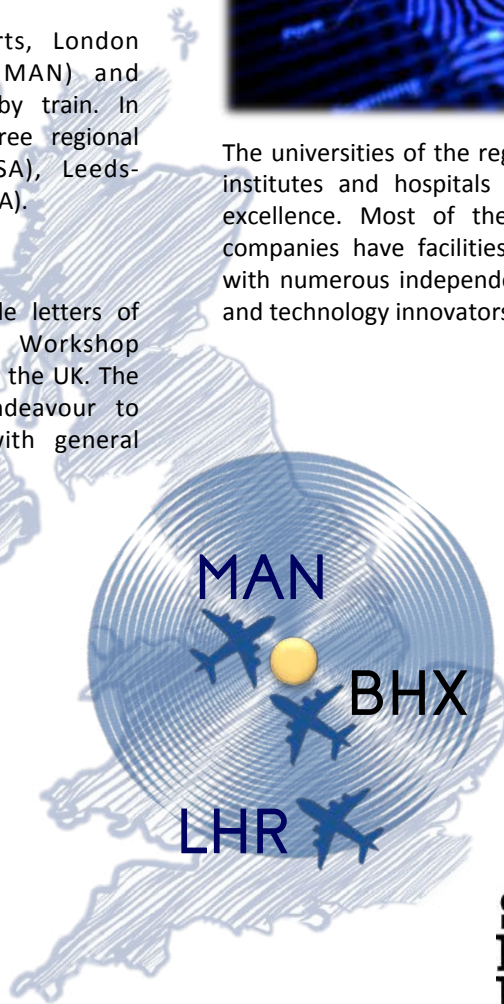 rts, London
MAN) and
by train. In
ree regional
SA), Leeds-
A).
le letters of
Workshop
the UK. The
ndeavour to
with general
The universities of the reg
institutes and hospitals
excellence. Most of the
companies have facilities
with numerous independe
and technology innovators
MAN
BHX
LHR